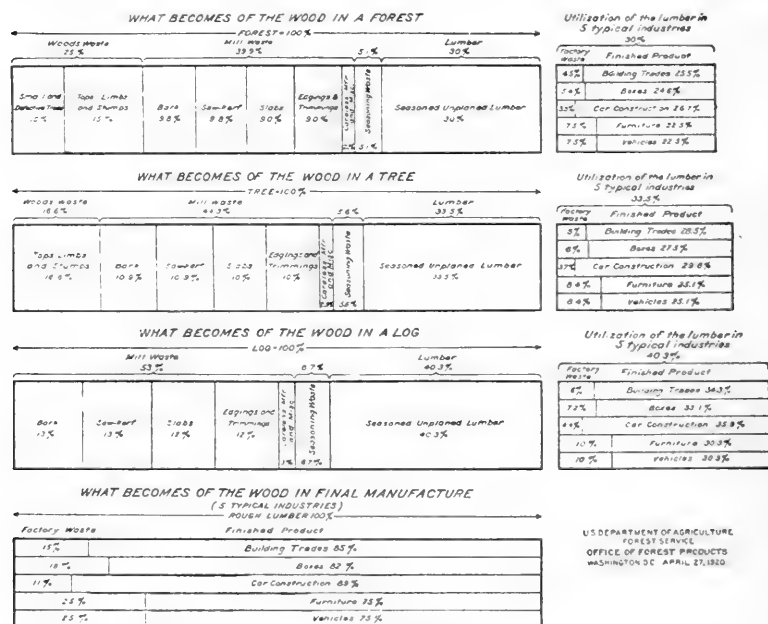 WHAT BECOMES OF THE WOOD IN A FOREST
FOREST=100%
Woods Waste
25%
Mill Waste
39.9%
5.1%
Lumber
30%
Small and
Defective Trees
10%
Tops Limbs
and Stumps
15%
Bark
9.8%
Saw-kerf
9.8%
Slabs
9.0%
Edgings &
Trimmings
9.0%
Careless Mfr
and Misc
Seasoning Waste
5.1%
Seasoned Unplaned Lumber
30%
Utilization of the lumber in
5 typical industries
30%
Factory
Waste
Finished Product
4.5%
Building Trades 25.5%
5.4%
Boxes 24.6%
3.3%
Car Construction 26.7%
7.5%
Furniture 22.5%
7.5%
Vehicles 22.5%
WHAT BECOMES OF THE WOOD IN A TREE
TREE=100%
Woods Waste
16.6%
Mill Waste
44.3%
5.6%
Lumber
33.5%
Tops Limbs
and Stumps
16.6%
Bark
10.9%
Saw-kerf
10.9%
Slabs
10%
Edgings and
Trimmings
10%
Careless Mfr
and Misc
2.5%
Seasoning Waste
5.6%
Seasoned Unplaned Lumber
33.5%
Utilization of the lumber in
5 typical industries
33.5%
Factory
Waste
Finished Product
5%
Building Trades 28.5%
6%
Boxes 27.5%
3.7%
Car Construction 29.8%
8.4%
Furniture 25.1%
8.4%
Vehicles 25.1%
WHAT BECOMES OF THE WOOD IN A LOG
LOG=100%
Mill Waste
53%
6.7%
Lumber
40.3%
Bark
13%
Saw-kerf
13%
Slabs
12%
Edgings and
Trimmings
12%
Careless Mfr
and Misc
3%
Seasoning Waste
6.7%
Seasoned Unplaned Lumber
40.3%
Utilization of the lumber in
5 typical industries
40.3%
Factory
Waste
Finished Product
6%
Building Trades 34.3%
7.2%
Boxes 33.1%
4.4%
Car Construction 35.9%
10%
Furniture 30.3%
10%
Vehicles 30.3%
WHAT BECOMES OF THE WOOD IN FINAL MANUFACTURE
(5 TYPICAL INDUSTRIES)
ROUGH LUMBER 100%
Factory Waste
Finished Product
15%
Building Trades 85%
18%
Boxes 82%
11%
Car Construction 89%
25%
Furniture 75%
25%
Vehicles 75%
US DEPARTMENT OF AGRICULTURE
FOREST SERVICE
OFFICE OF FOREST PRODUCTS
WASHINGTON DC APRIL 27, 1920